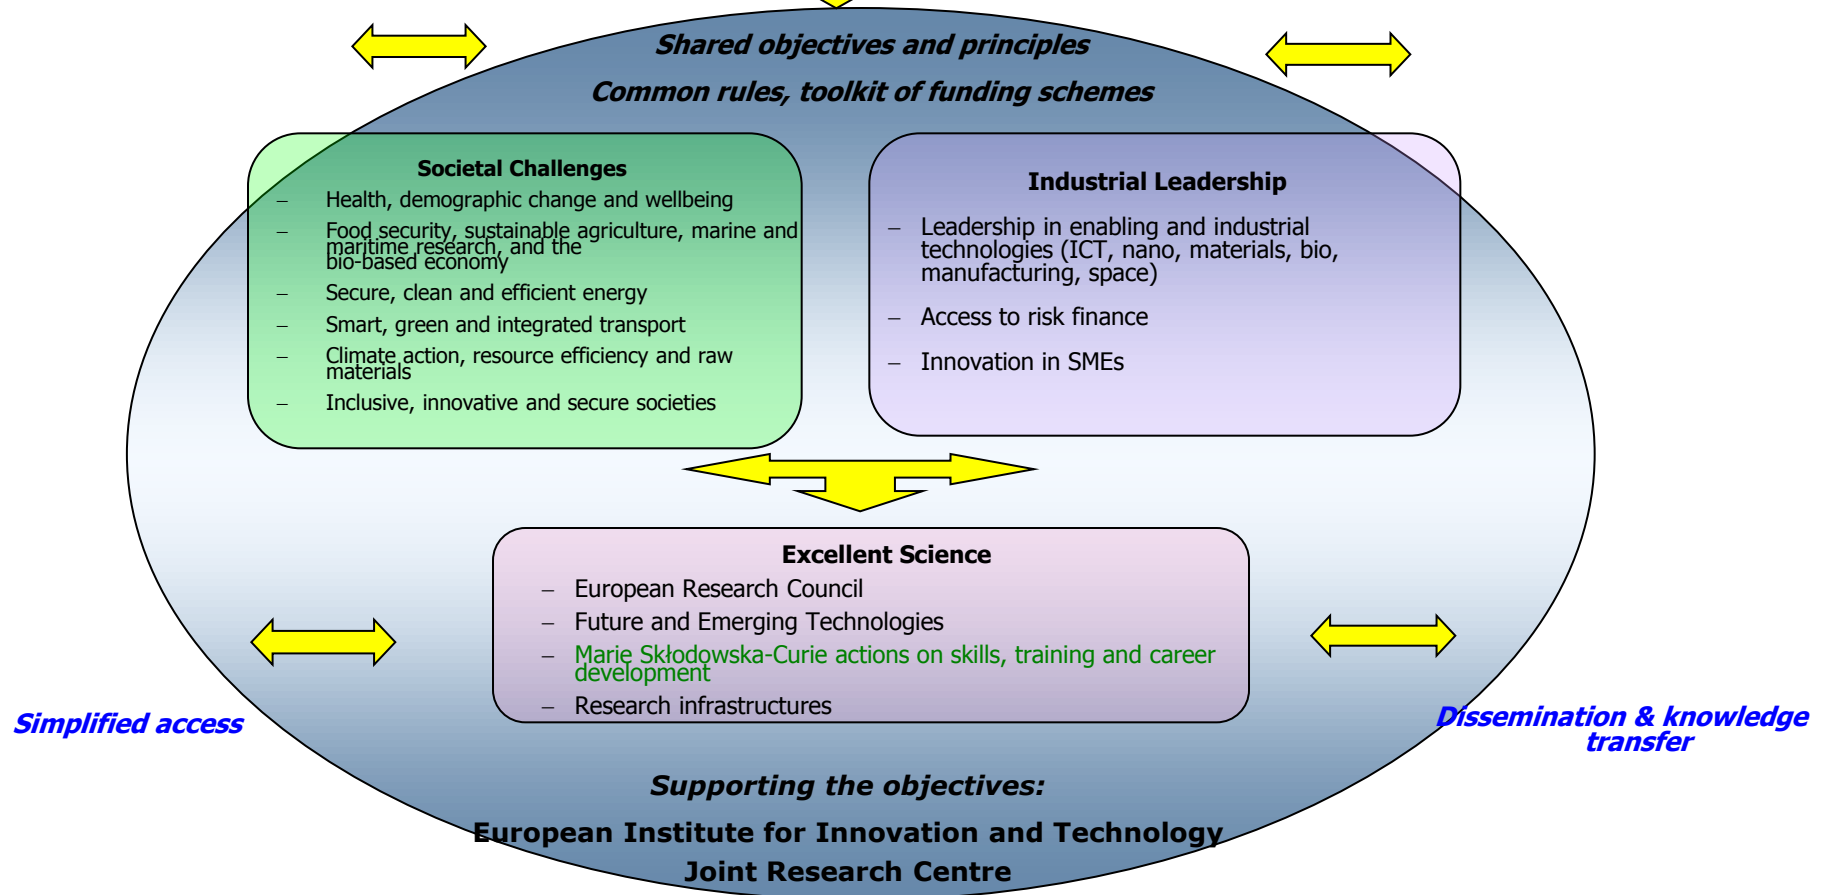 Shared objectives and principles
Common rules, toolkit of funding schemes
Societal Challenges
– Health, demographic change and wellbeing
– Food security, sustainable agriculture, marine and
maritime research, and the
bio-based economy
– Secure, clean and efficient energy
– Smart, green and integrated transport
– Climate action, resource efficiency and raw
materials
– Inclusive, innovative and secure societies
Industrial Leadership
– Leadership in enabling and industrial
technologies (ICT, nano, materials, bio,
manufacturing, space)
– Access to risk finance
– Innovation in SMEs
Excellent Science
– European Research Council
– Future and Emerging Technologies
– Marie Skłodowska-Curie actions on skills, training and career
development
– Research infrastructures
Simplified access
Dissemination & knowledge
transfer
Supporting the objectives:
European Institute for Innovation and Technology
Joint Research Centre